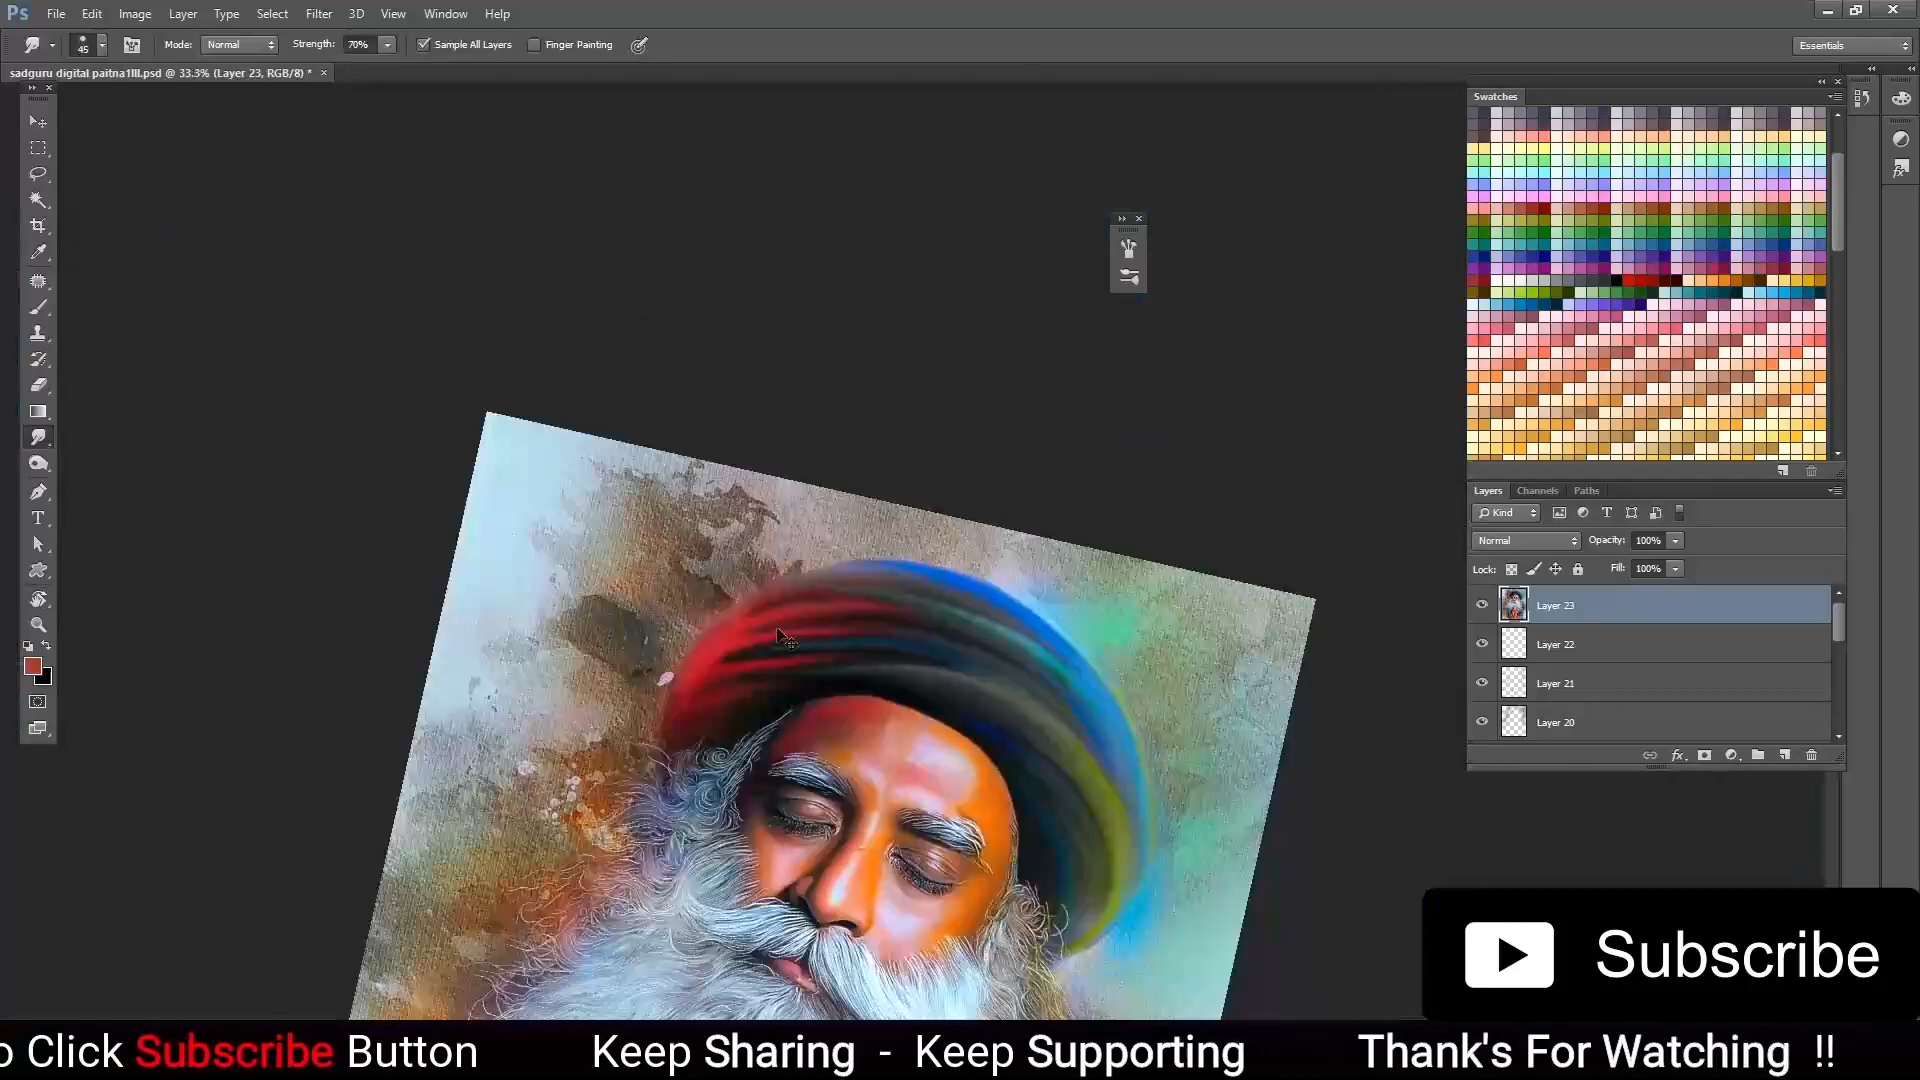 Ps File Edit Image Layer Type Select Filter 3D View Window Help
45 Mode: Normal Strength: 70% Sample All Layers Finger Painting Essentials
sadguru digital paitna1lll.psd @ 33.3% (Layer 23, RGB/8) *
Swatches
Layers Channels Paths
Kind
Normal Opacity: 100%
Lock: Fill: 100%
Layer 23
Layer 22
Layer 21
Layer 20
Subscribe
o Click Subscribe Button Keep Sharing - Keep Supporting Thank's For Watching !!